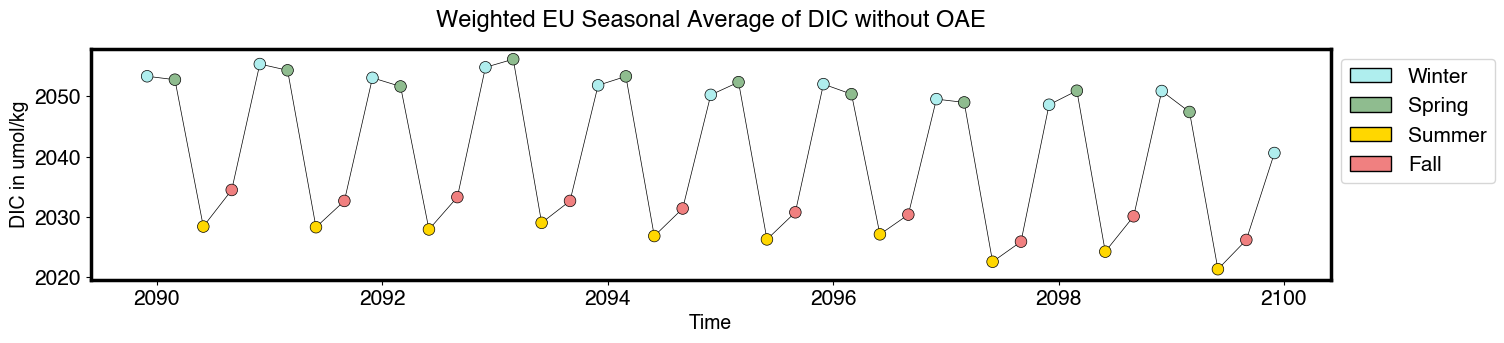 Weighted EU Seasonal Average of DIC without OAE
DIC in umol/kg
2050
2040
2030
2020
2090
2092
2094
2096
2098
2100
Time
Winter
Spring
Summer
Fall